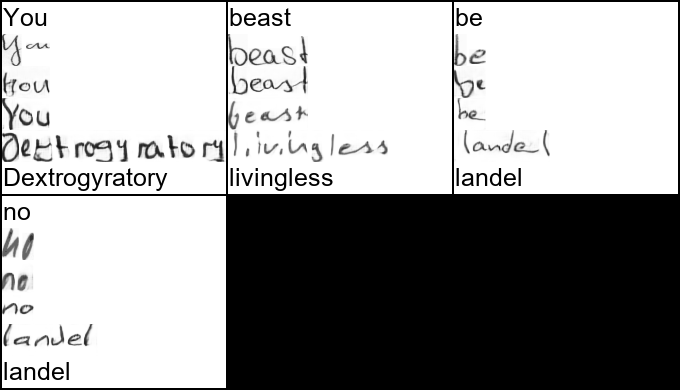 You
You
You
You
Dextrogyratory
Dextrogyratory
beast
beast
beast
beast
livingless
livingless
be
be
be
be
landel
landel
no
no
no
no
landel
landel